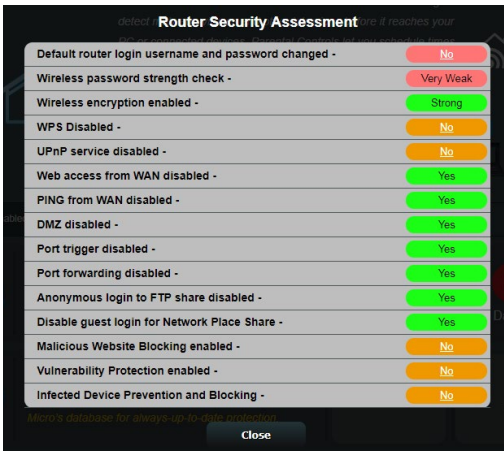 detect
it reaches your
Router Security Assessment
Default router login username and password changed - No
Wireless password strength check - Very Weak
Wireless encryption enabled - Strong
WPS Disabled - No
UPnP service disabled - No
Web access from WAN disabled - Yes
PING from WAN disabled - Yes
DMZ disabled - Yes
Port trigger disabled - Yes
Port forwarding disabled - Yes
Anonymous login to FTP share disabled - Yes
Disable guest login for Network Place Share - Yes
Malicious Website Blocking enabled - No
Vulnerability Protection enabled - No
Infected Device Prevention and Blocking - No
Micro's database for always-up-to-date protection.
Close